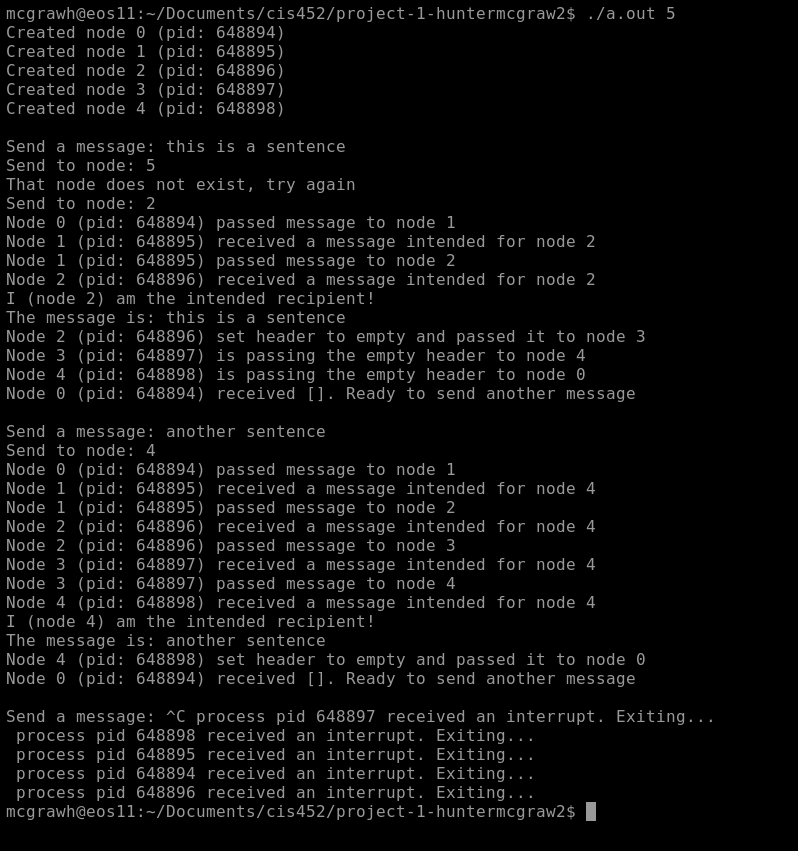 mcgrawh@eos11:~/Documents/cis452/project-1-huntermcgraw2$ ./a.out 5
Created node 0 (pid: 648894)
Created node 1 (pid: 648895)
Created node 2 (pid: 648896)
Created node 3 (pid: 648897)
Created node 4 (pid: 648898)
Send a message: this is a sentence
Send to node: 5
That node does not exist, try again
Send to node: 2
Node 0 (pid: 648894) passed message to node 1
Node 1 (pid: 648895) received a message intended for node 2
Node 1 (pid: 648895) passed message to node 2
Node 2 (pid: 648896) received a message intended for node 2
I (node 2) am the intended recipient!
The message is: this is a sentence
Node 2 (pid: 648896) set header to empty and passed it to node 3
Node 3 (pid: 648897) is passing the empty header to node 4
Node 4 (pid: 648898) is passing the empty header to node 0
Node 0 (pid: 648894) received []. Ready to send another message
Send a message: another sentence
Send to node: 4
Node 0 (pid: 648894) passed message to node 1
Node 1 (pid: 648895) received a message intended for node 4
Node 1 (pid: 648895) passed message to node 2
Node 2 (pid: 648896) received a message intended for node 4
Node 2 (pid: 648896) passed message to node 3
Node 3 (pid: 648897) received a message intended for node 4
Node 3 (pid: 648897) passed message to node 4
Node 4 (pid: 648898) received a message intended for node 4
I (node 4) am the intended recipient!
The message is: another sentence
Node 4 (pid: 648898) set header to empty and passed it to node 0
Node 0 (pid: 648894) received []. Ready to send another message
Send a message: ^C process pid 648897 received an interrupt. Exiting...
 process pid 648898 received an interrupt. Exiting...
 process pid 648895 received an interrupt. Exiting...
 process pid 648894 received an interrupt. Exiting...
 process pid 648896 received an interrupt. Exiting...
mcgrawh@eos11:~/Documents/cis452/project-1-huntermcgraw2$